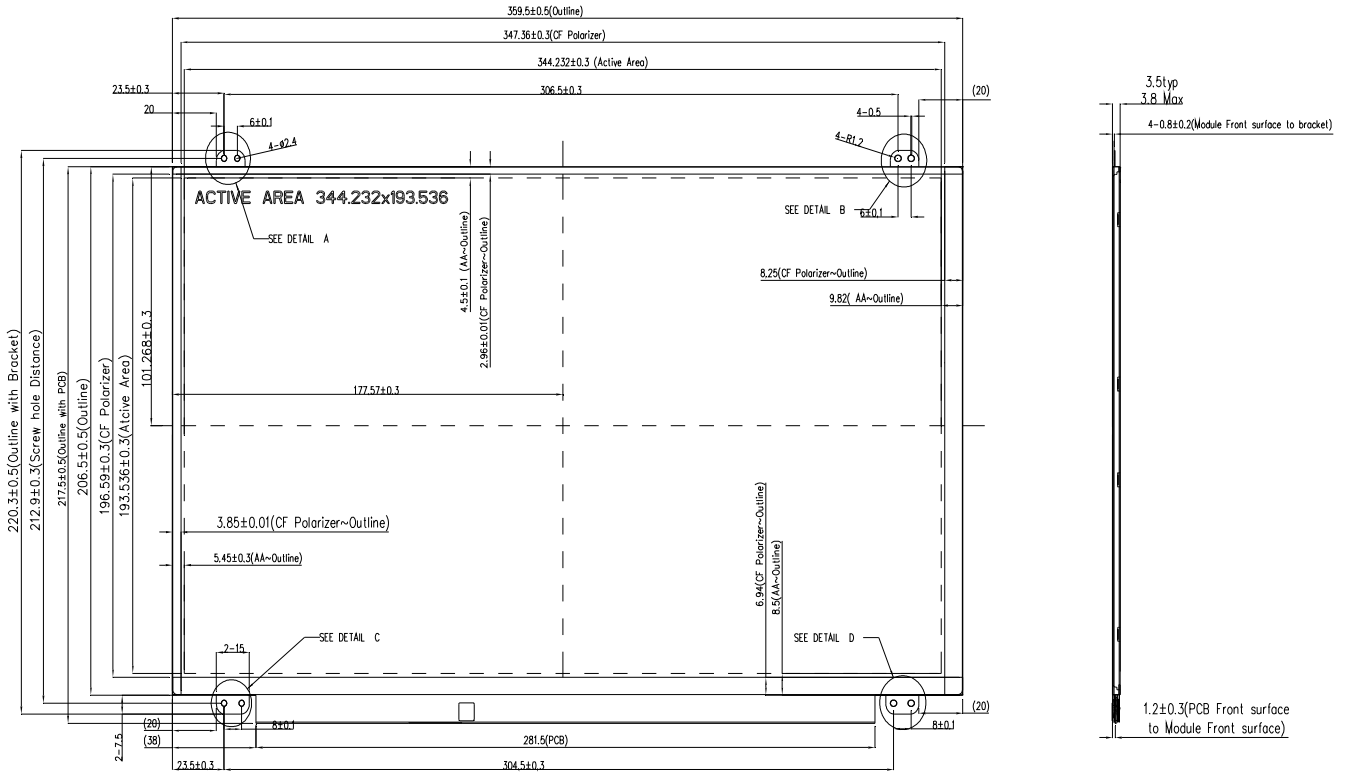 359.5±0.5(Outline)
347.36±0.3(CF Polarizer)
344.232±0.3 (Active Area)
23.5±0.3
306.5±0.3
(20)
3.5typ
3.8 Max
20
4-0.5
6±0.1
4-ø2.4
4-R1.2
4-0.8±0.2(Module Front surface to bracket)
ACTIVE AREA 344.232x193.536
SEE DETAIL A
SEE DETAIL B
6±0.1
4.5±0.1 (AA~Outline)
2.96±0.01(CF Polarizer~Outline)
8.25(CF Polarizer~Outline)
9.82( AA~Outline)
220.3±0.5(Outline with Bracket)
212.9±0.3(Screw hole Distance)
217.5±0.5(Outline with PCB)
206.5±0.5(Outline)
196.59±0.3(CF Polarizer)
193.536±0.3(Atcive Area)
101.268±0.3
177.57±0.3
3.85±0.01(CF Polarizer~Outline)
5.45±0.3(AA~Outline)
6.94(CF Polarizer~Outline)
8.5(AA~Outline)
SEE DETAIL C
SEE DETAIL D
2-15
(20)
(20)
8±0.1
8±0.1
(38)
281.5(PCB)
2-7.5
23.5±0.3
304.5±0.3
1.2±0.3(PCB Front surface
to Module Front surface)